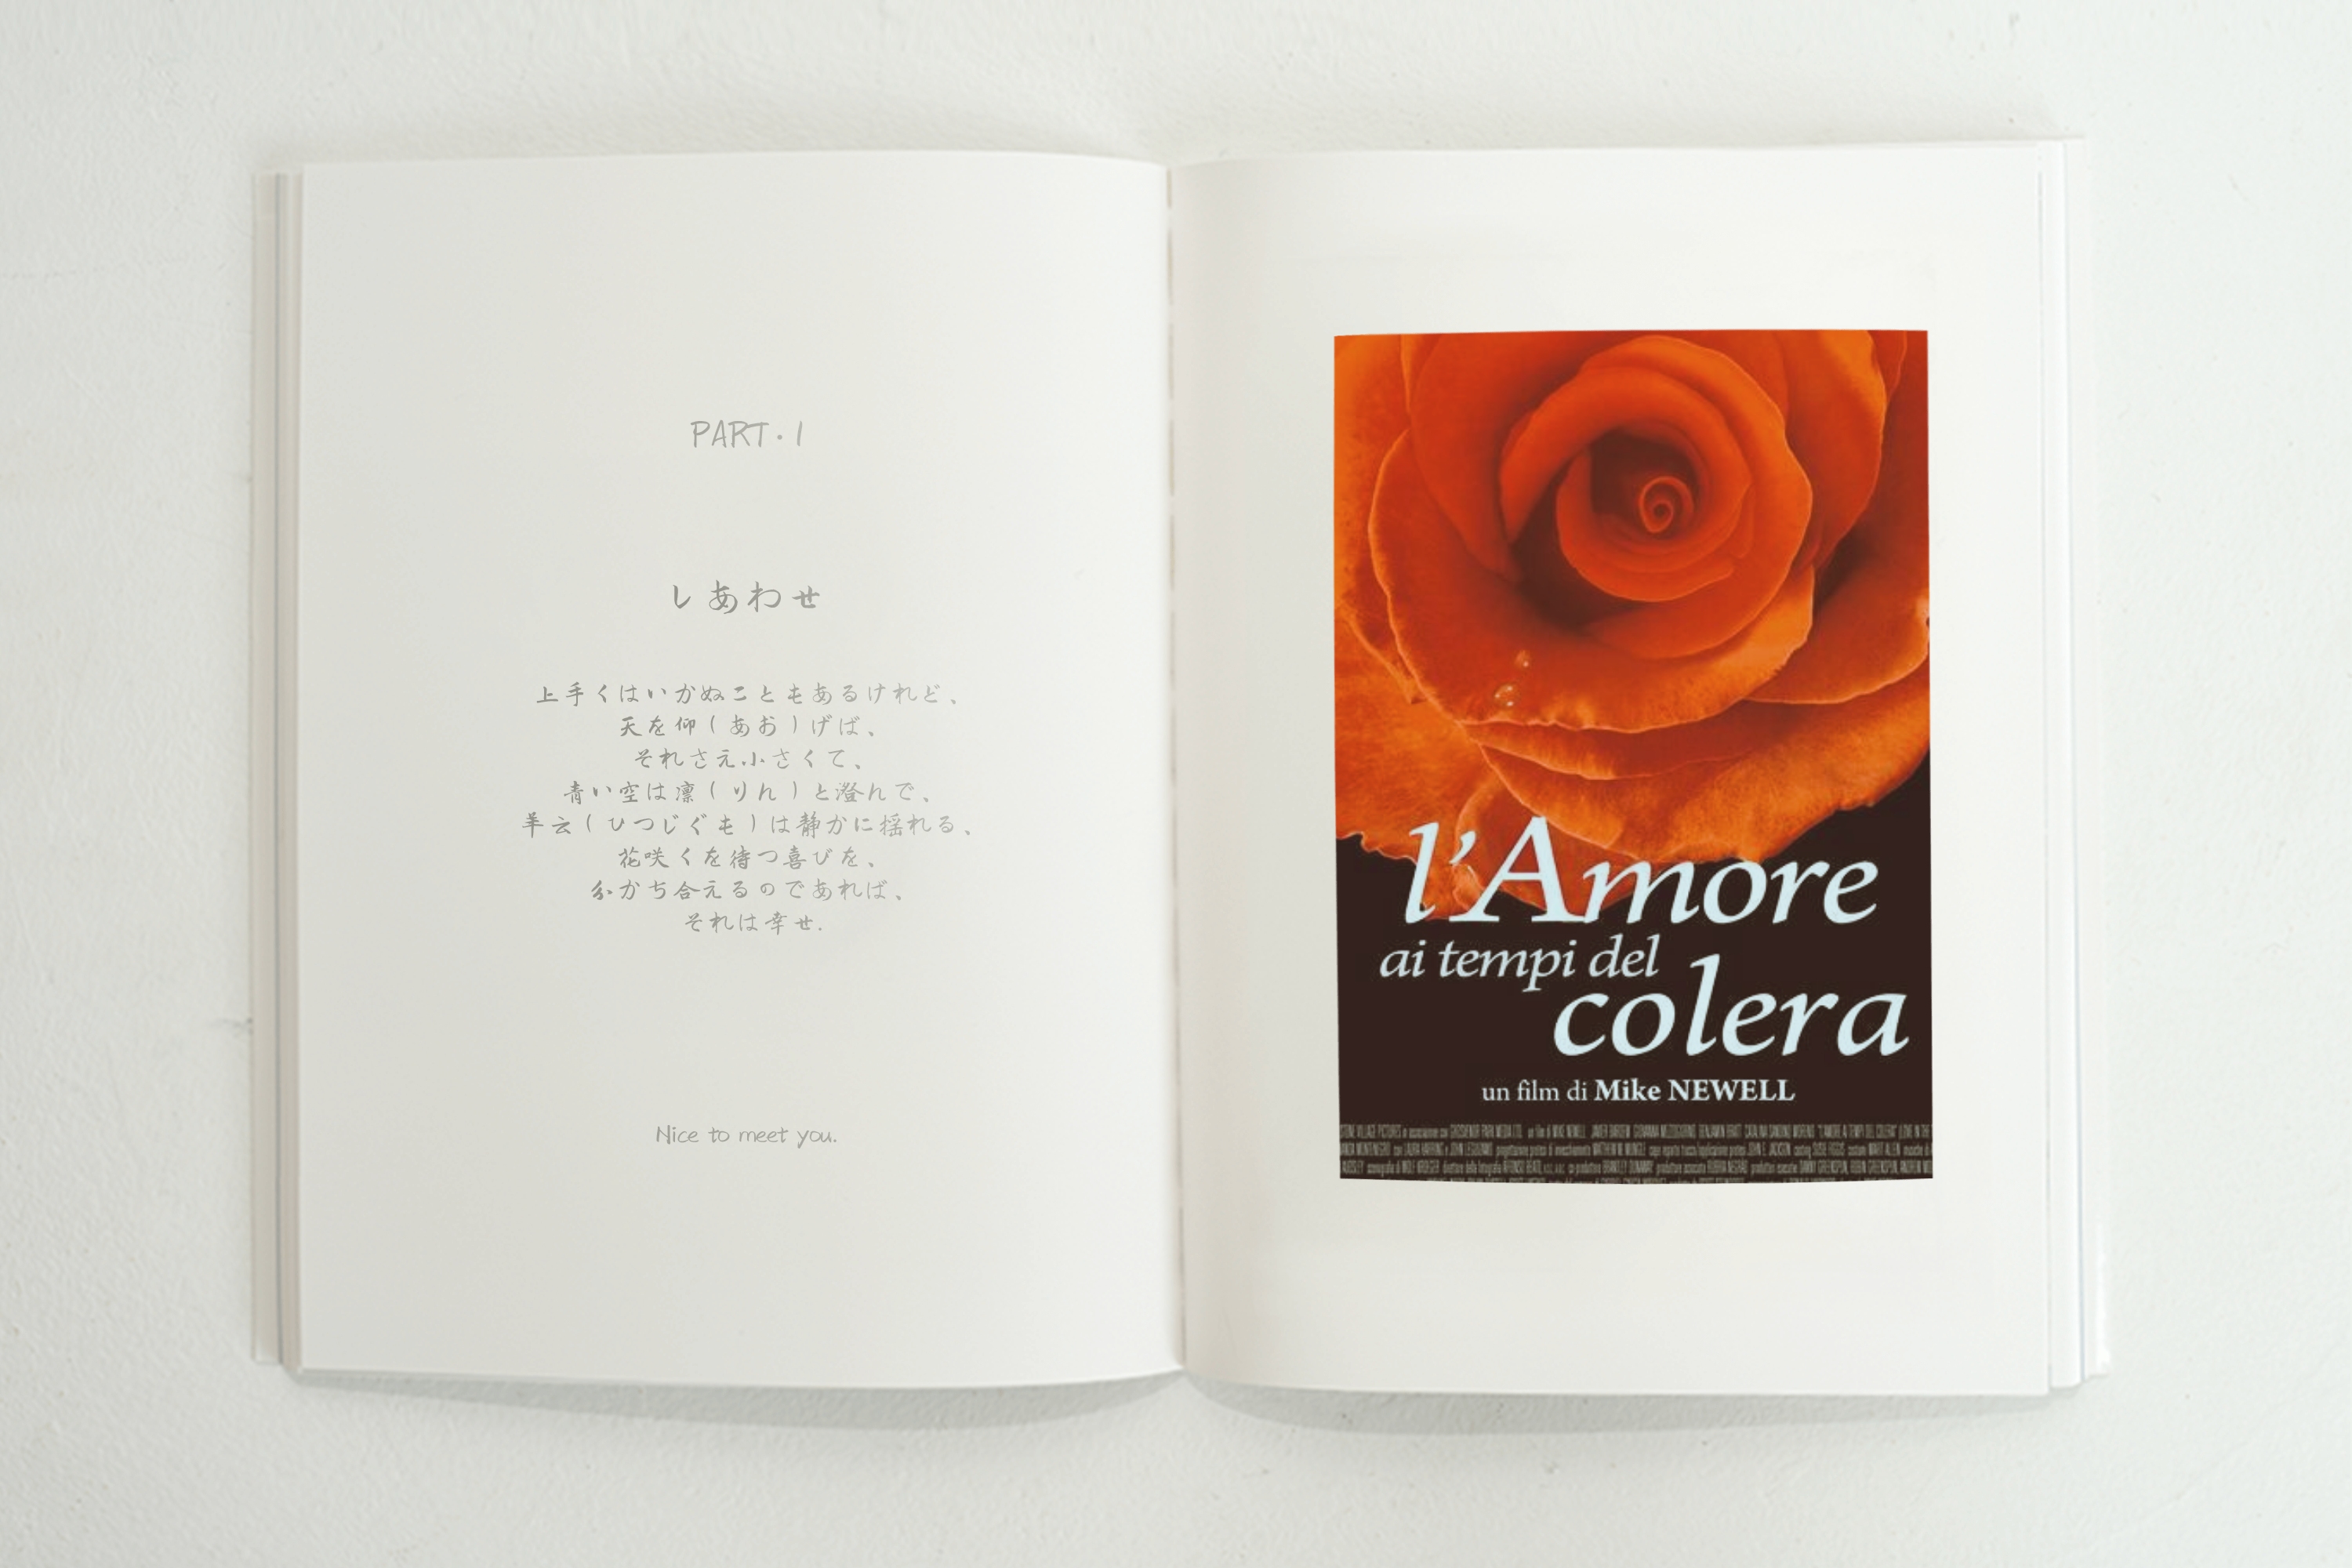 PART·1
しあわせ
上手くはいかぬこともあるけれど、
天を仰(あお)げば、
それさえ小さくて、
青い空は凛(りん)と澄んで、
羊云(ひつじぐも)は静かに揺れる、
花咲くを待つ喜びを、
分かち合えるのであれば、
それは幸せ.
Nice to meet you.
l'Amore
ai tempi del
colera
un film di Mike NEWELL